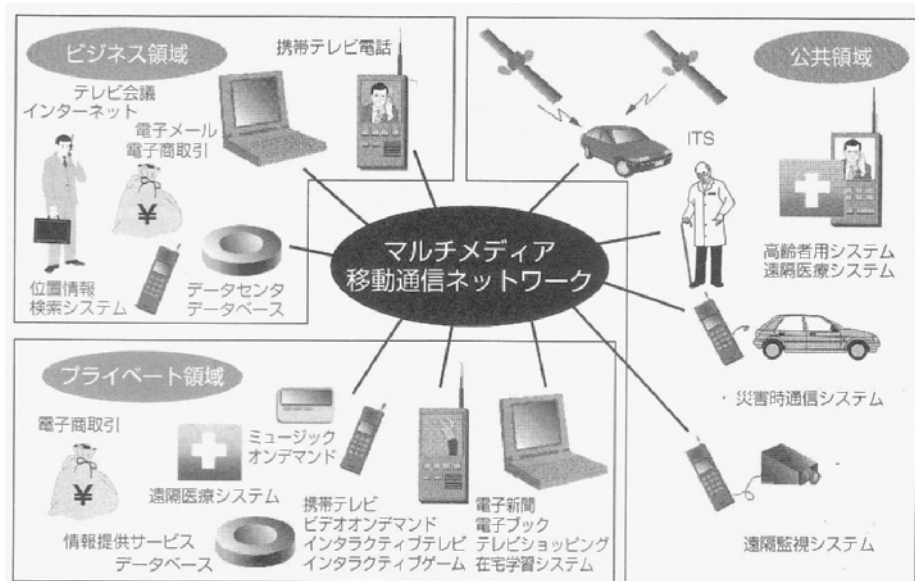 ビジネス領域
携帯テレビ電話
テレビ会議
インターネット
電子メール
電子商取引
¥
位置情報
検索システム
データセンタ
データベース
公共領域
ITS
高齢者用システム
遠隔医療システム
災害時通信システム
遠隔監視システム
マルチメディア
移動通信ネットワーク
プライベート領域
電子商取引
¥
遠隔医療システム
情報提供サービス
データベース
ミュージック
オンデマンド
携帯テレビ
ビデオオンデマンド
インタラクティブテレビ
インタラクティブゲーム
電子新聞
電子ブック
テレビショッピング
在宅学習システム